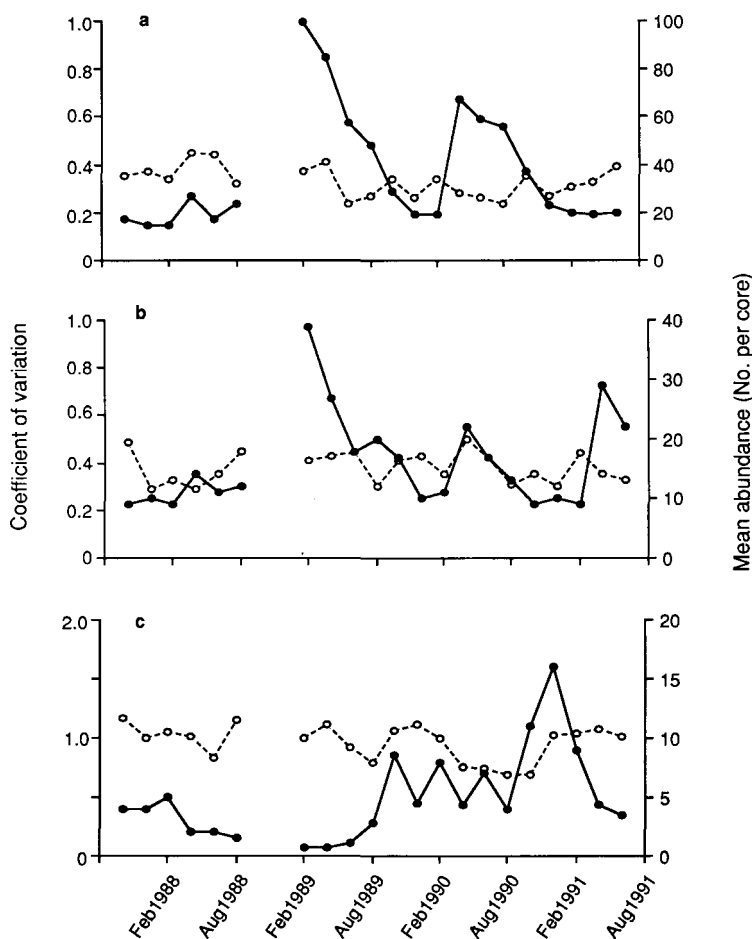 a
1.0
0.8
0.6
0.4
0.2
0
100
80
60
40
20
0
b
1.0
0.8
0.6
0.4
0.2
0
40
30
20
10
0
c
2.0
1.0
0
20
15
10
5
0
Coefficient of variation
Mean abundance (No. per core)
Feb1988
Aug1988
Feb1989
Aug1989
Feb1990
Aug1990
Feb1991
Aug1991